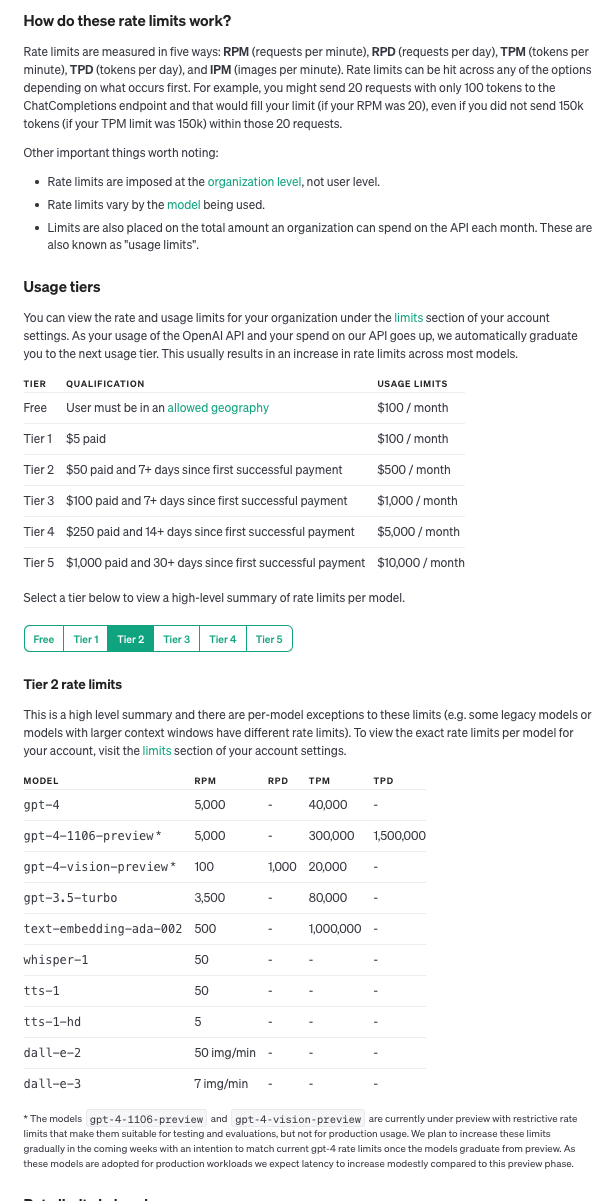 How do these rate limits work?
Rate limits are measured in five ways: RPM (requests per minute), RPD (requests per day), TPM (tokens per
minute), TPD (tokens per day), and IPM (images per minute). Rate limits can be hit across any of the options
depending on what occurs first. For example, you might send 20 requests with only 100 tokens to the
ChatCompletions endpoint and that would fill your limit (if your RPM was 20), even if you did not send 150k
tokens (if your TPM limit was 150k) within those 20 requests.
Other important things worth noting:
• Rate limits are imposed at the organization level, not user level.
• Rate limits vary by the model being used.
• Limits are also placed on the total amount an organization can spend on the API each month. These are
also known as "usage limits".
Usage tiers
You can view the rate and usage limits for your organization under the limits section of your account
settings. As your usage of the OpenAI API and your spend on our API goes up, we automatically graduate
you to the next usage tier. This usually results in an increase in rate limits across most models.
TIER QUALIFICATION USAGE LIMITS
Free User must be in an allowed geography $100 / month
Tier 1 $5 paid $100 / month
Tier 2 $50 paid and 7+ days since first successful payment $500 / month
Tier 3 $100 paid and 7+ days since first successful payment $1,000 / month
Tier 4 $250 paid and 14+ days since first successful payment $5,000 / month
Tier 5 $1,000 paid and 30+ days since first successful payment $10,000 / month
Select a tier below to view a high-level summary of rate limits per model.
Free Tier 1 Tier 2 Tier 3 Tier 4 Tier 5
Tier 2 rate limits
This is a high level summary and there are per-model exceptions to these limits (e.g. some legacy models or
models with larger context windows have different rate limits). To view the exact rate limits per model for
your account, visit the limits section of your account settings.
MODEL RPM RPD TPM TPD
gpt-4 5,000 - 40,000 -
gpt-4-1106-preview* 5,000 - 300,000 1,500,000
gpt-4-vision-preview* 100 1,000 20,000 -
gpt-3.5-turbo 3,500 - 80,000 -
text-embedding-ada-002 500 - 1,000,000 -
whisper-1 50 - - -
tts-1 50 - - -
tts-1-hd 5 - - -
dall-e-2 50 img/min - - -
dall-e-3 7 img/min - - -
* The models gpt-4-1106-preview and gpt-4-vision-preview are currently under preview with restrictive rate
limits that make them suitable for testing and evaluations, but not for production usage. We plan to increase these limits
gradually in the coming weeks with an intention to match current gpt-4 rate limits once the models graduate from preview. As
these models are adopted for production workloads we expect latency to increase modestly compared to this preview phase.